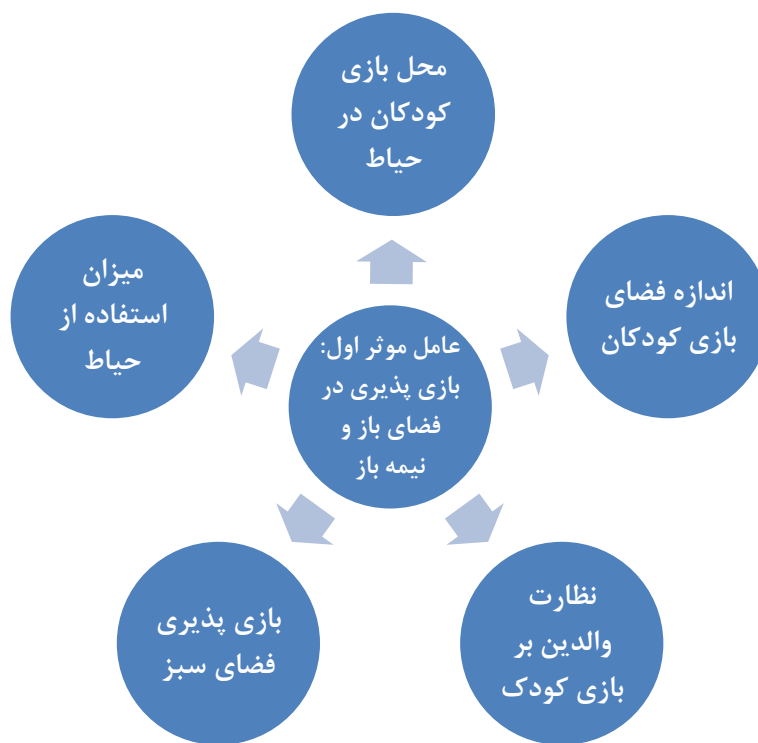 محل بازی
کودکان در
حیاط
اندازه فضای
بازی کودکان
نظارت
والدین بر
بازی کودک
بازی پذیری
فضای سبز
میزان
استفاده از
حیاط
عامل موثر اول:
بازی پذیری در
فضای باز و
نیمه باز